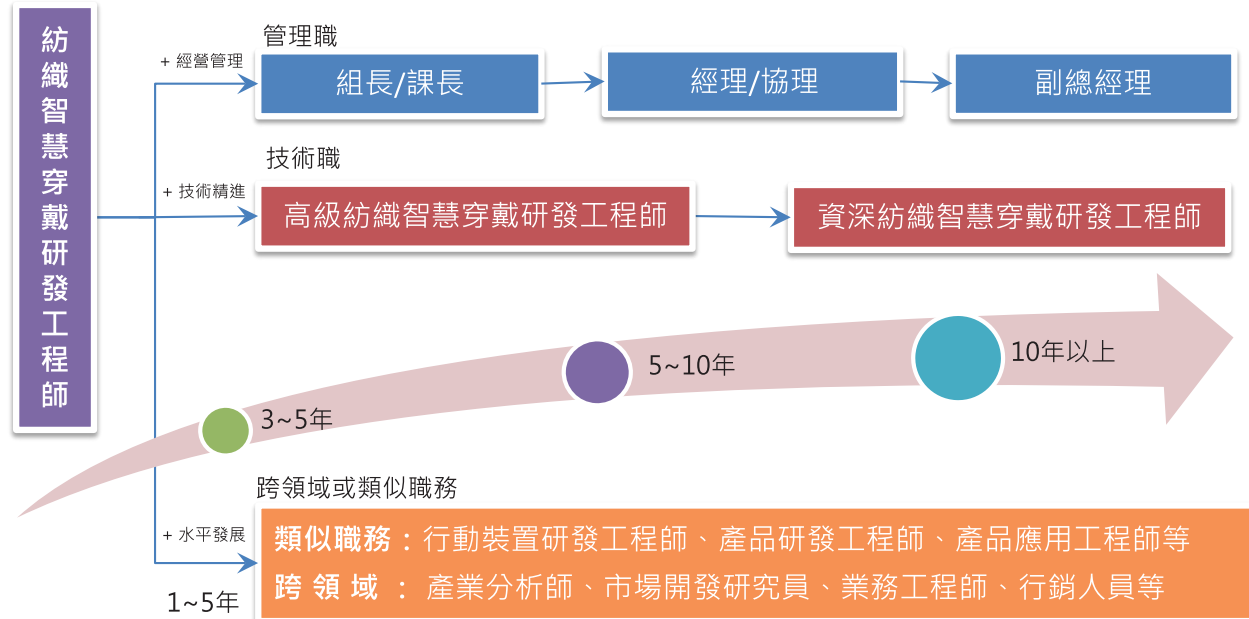 紡織智慧穿戴研發工程師
管理職
+ 經營管理
組長/課長
經理/協理
副總經理
技術職
+ 技術精進
高級紡織智慧穿戴研發工程師
資深紡織智慧穿戴研發工程師
10年以上
5~10年
3~5年
跨領域或類似職務
+ 水平發展
類似職務：行動裝置研發工程師、產品研發工程師、產品應用工程師等
跨 領 域 ： 產業分析師、市場開發研究員、業務工程師、行銷人員等
1~5年